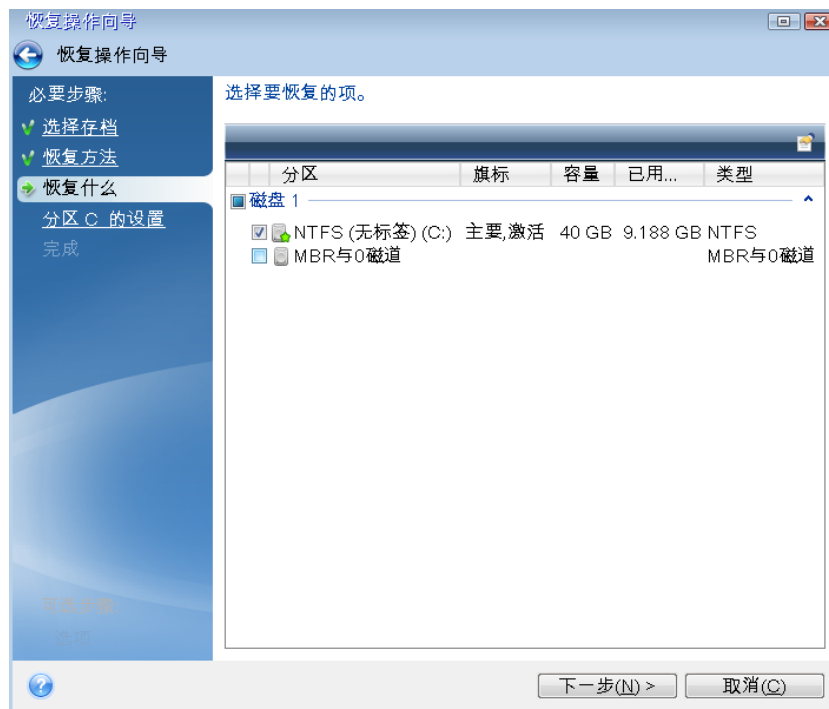 恢复操作向导
恢复操作向导
必要步骤:
选择存档
恢复方法
恢复什么
分区 C 的设置
完成
选择要恢复的项。
分区 旗标 容量 已用... 类型
磁盘 1
NTFS (无标签) (C:) 主要,激活 40 GB 9.188 GB NTFS
MBR与0磁道 MBR与0磁道
选项
下一步(N) >
取消(C)